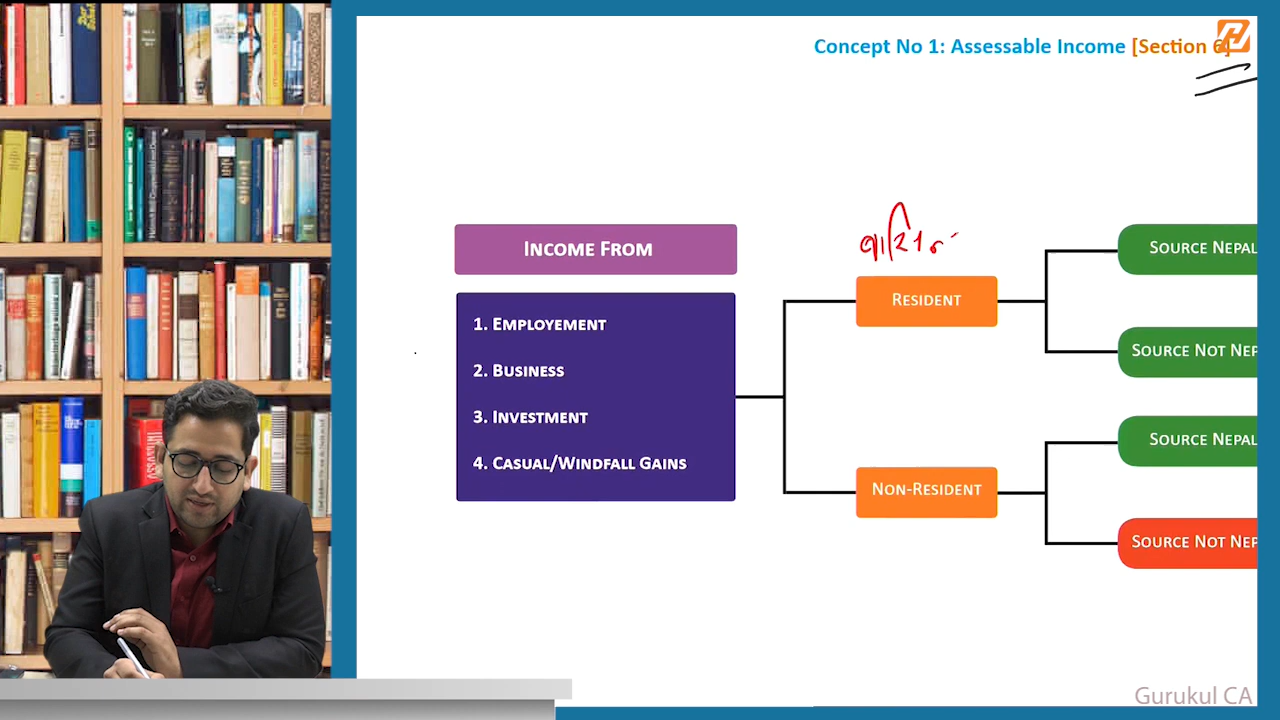 Concept No 1: Assessable Income [Section 6]
INCOME FROM
1. EMPLOYEMENT
2. BUSINESS
3. INVESTMENT
4. CASUAL/WINDFALL GAINS
RESIDENT
NON-RESIDENT
SOURCE NEPAL
SOURCE NOT NEP
SOURCE NEPAL
SOURCE NOT NEP
Gurukul CA